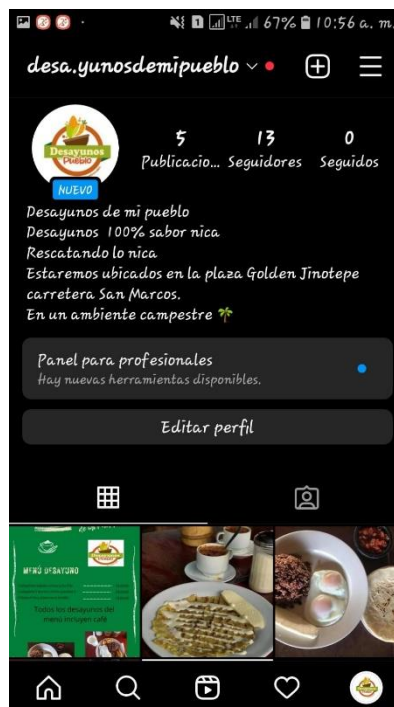 LTE 67% 10:56 a. m.
desa.yunosdemipueblo
Desayunos
PUEBLO
NUEVO
5 13 0
Publicacio... Seguidores Seguidos
Desayunos de mi pueblo
Desayunos 100% sabor nica
Rescatando lo nica
Estaremos ubicados en la plaza Golden Jinotepe
carretera San Marcos.
En un ambiente campestre 🌴
Panel para profesionales
Hay nuevas herramientas disponibles.
Editar perfil
MENÚ DESAYUNO
Todos los desayunos del
menú incluyen café